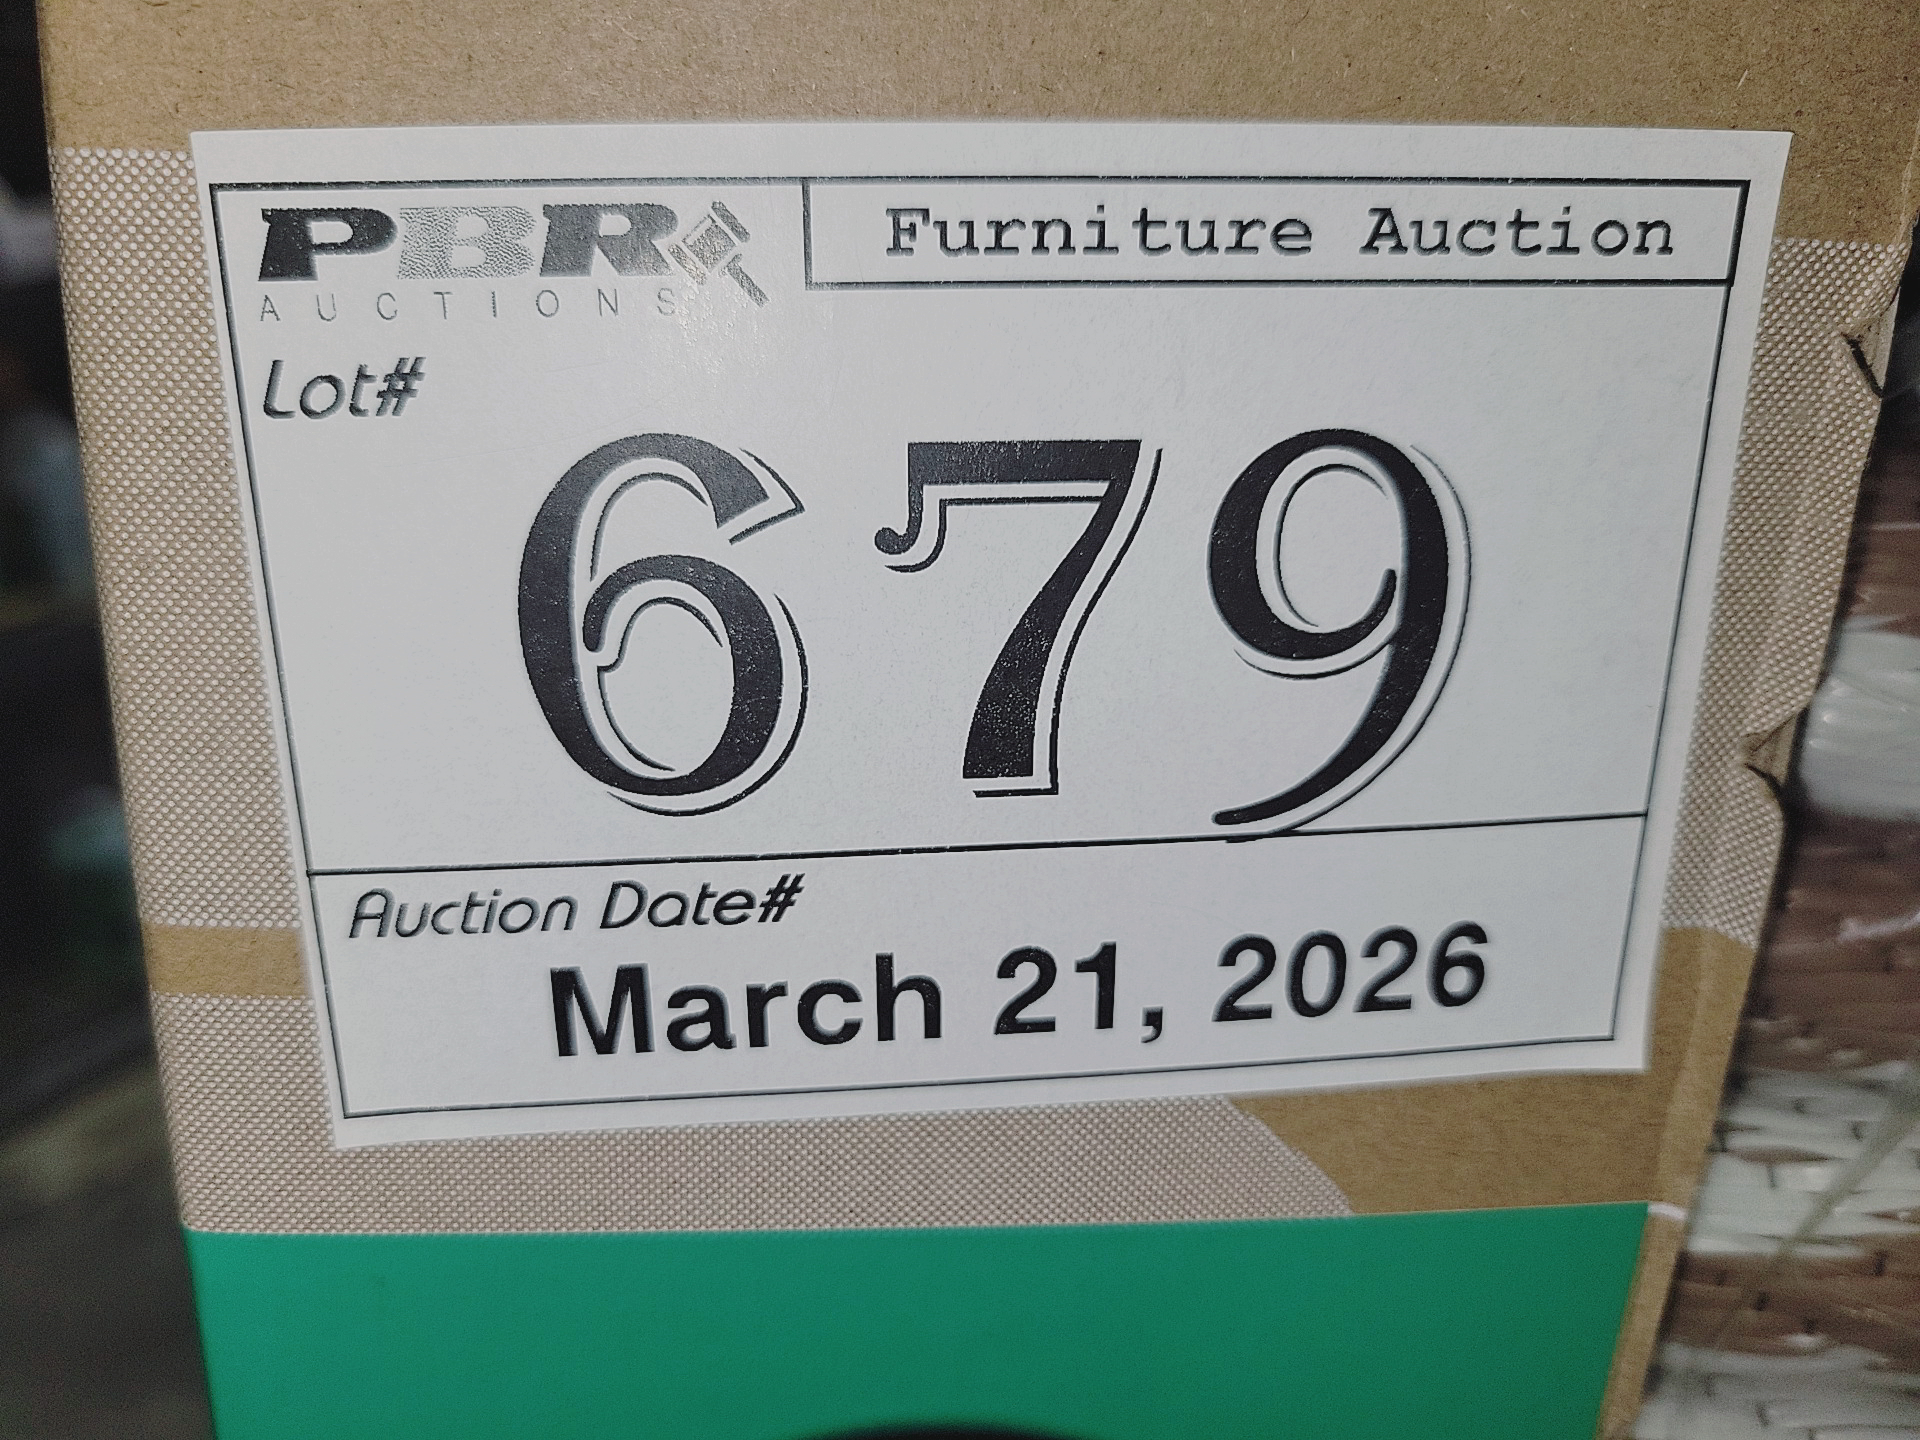 PBR
AUCTIONS
Furniture Auction
Lot#
679
Auction Date#
March 21, 2026